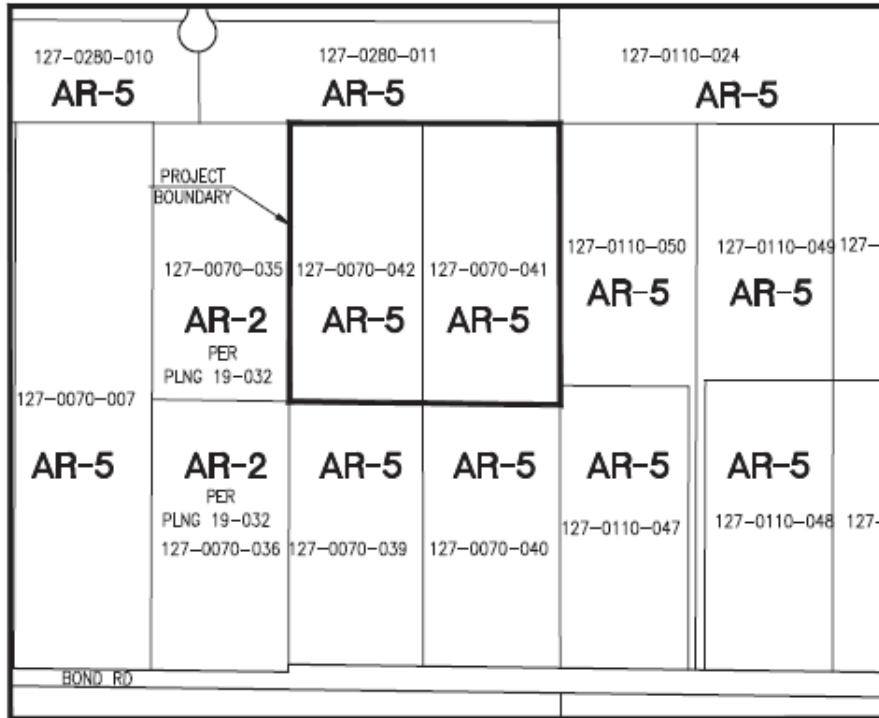 127-0280-010
AR-5
127-0280-011
AR-5
127-0110-024
AR-5
PROJECT
BOUNDARY
127-0070-035
AR-2
PER
PLNG 19-032
127-0070-042
AR-5
127-0070-041
AR-5
127-0110-050
AR-5
127-0110-049
AR-5
127-
127-0070-007
AR-5
AR-2
PER
PLNG 19-032
127-0070-036
AR-5
127-0070-039
AR-5
127-0070-040
AR-5
127-0110-047
AR-5
127-0110-048
127-
BOND RD